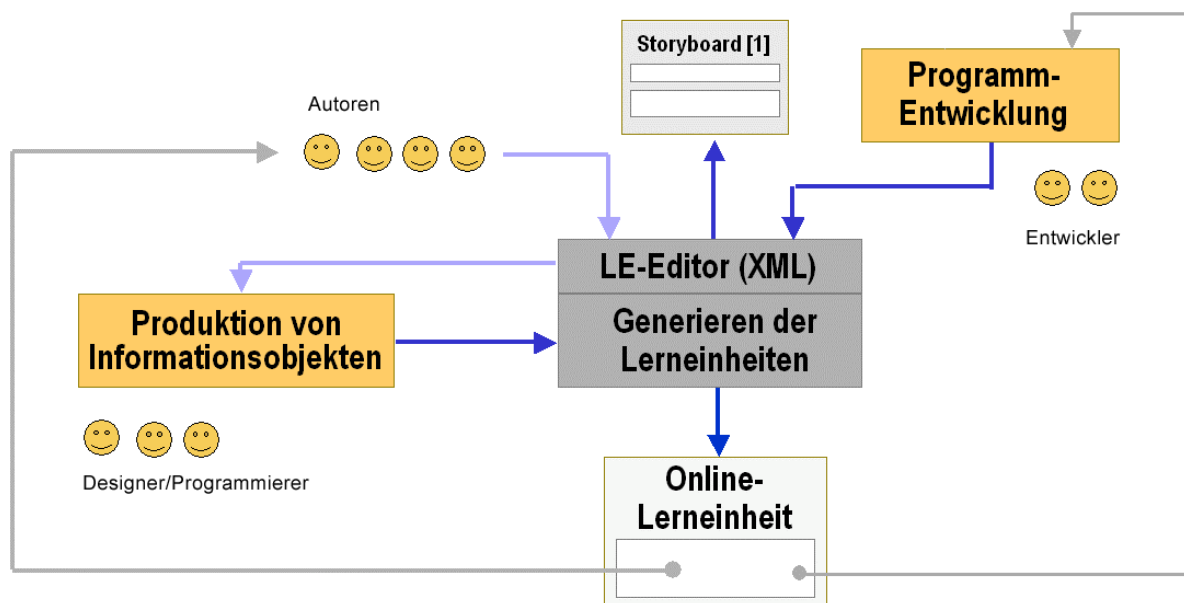 Storyboard [1]
Programm-
Entwicklung
Autoren
Entwickler
LE-Editor (XML)
Generieren der
Lerneinheiten
Produktion von
Informationsobjekten
Designer/Programmierer
Online-
Lerneinheit